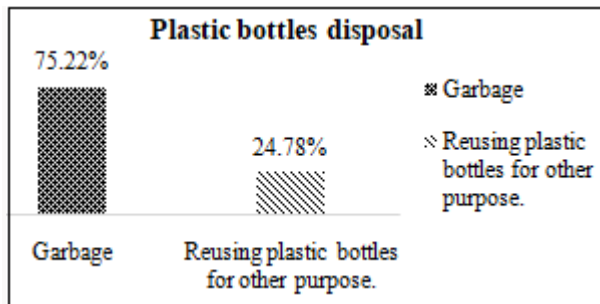 Plastic bottles disposal
75.22%
24.78%
Garbage
Reusing plastic bottles
for other purpose.
Garbage
Reusing plastic
bottles for other
purpose.